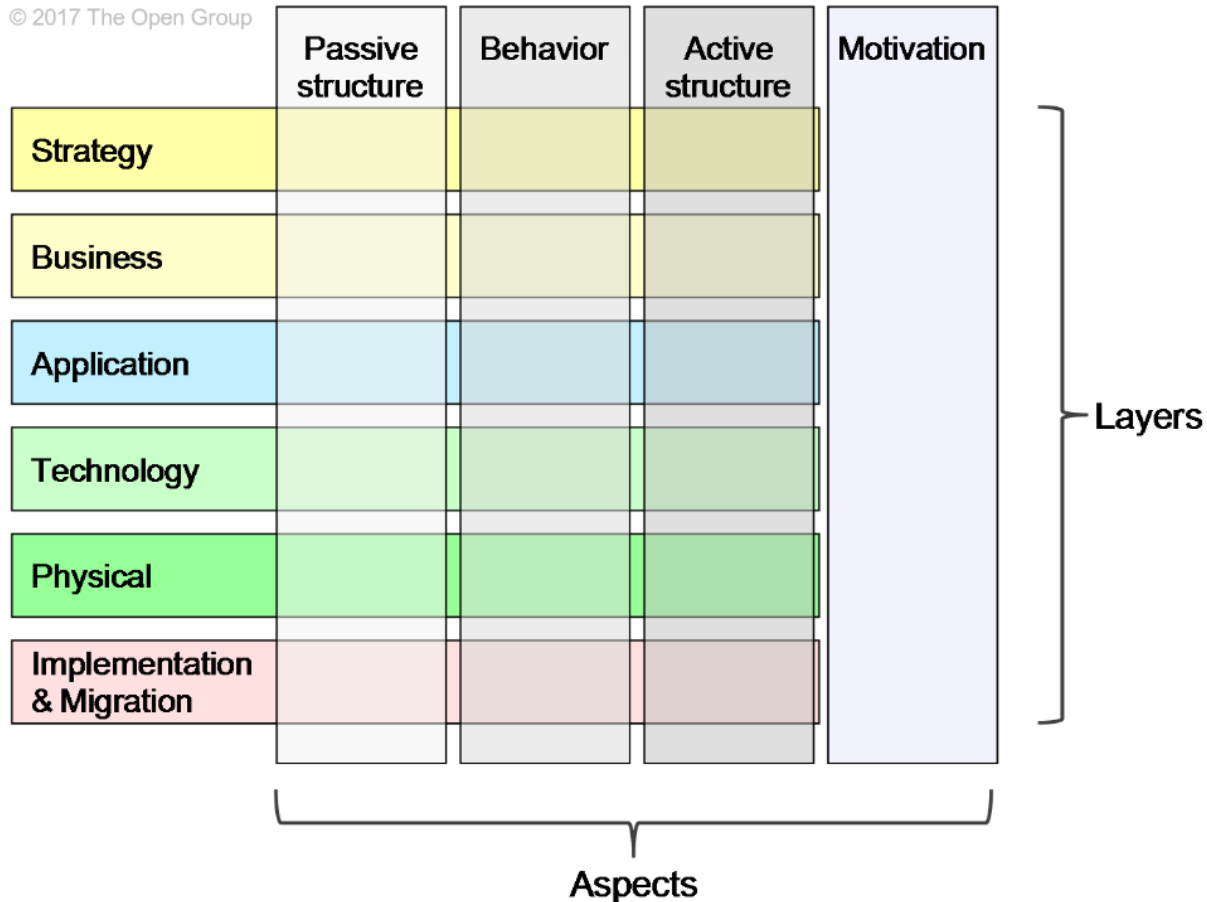 © 2017 The Open Group
Passive
structure
Behavior
Active
structure
Motivation
Strategy
Business
Application
Technology
Physical
Implementation
& Migration
Layers
Aspects